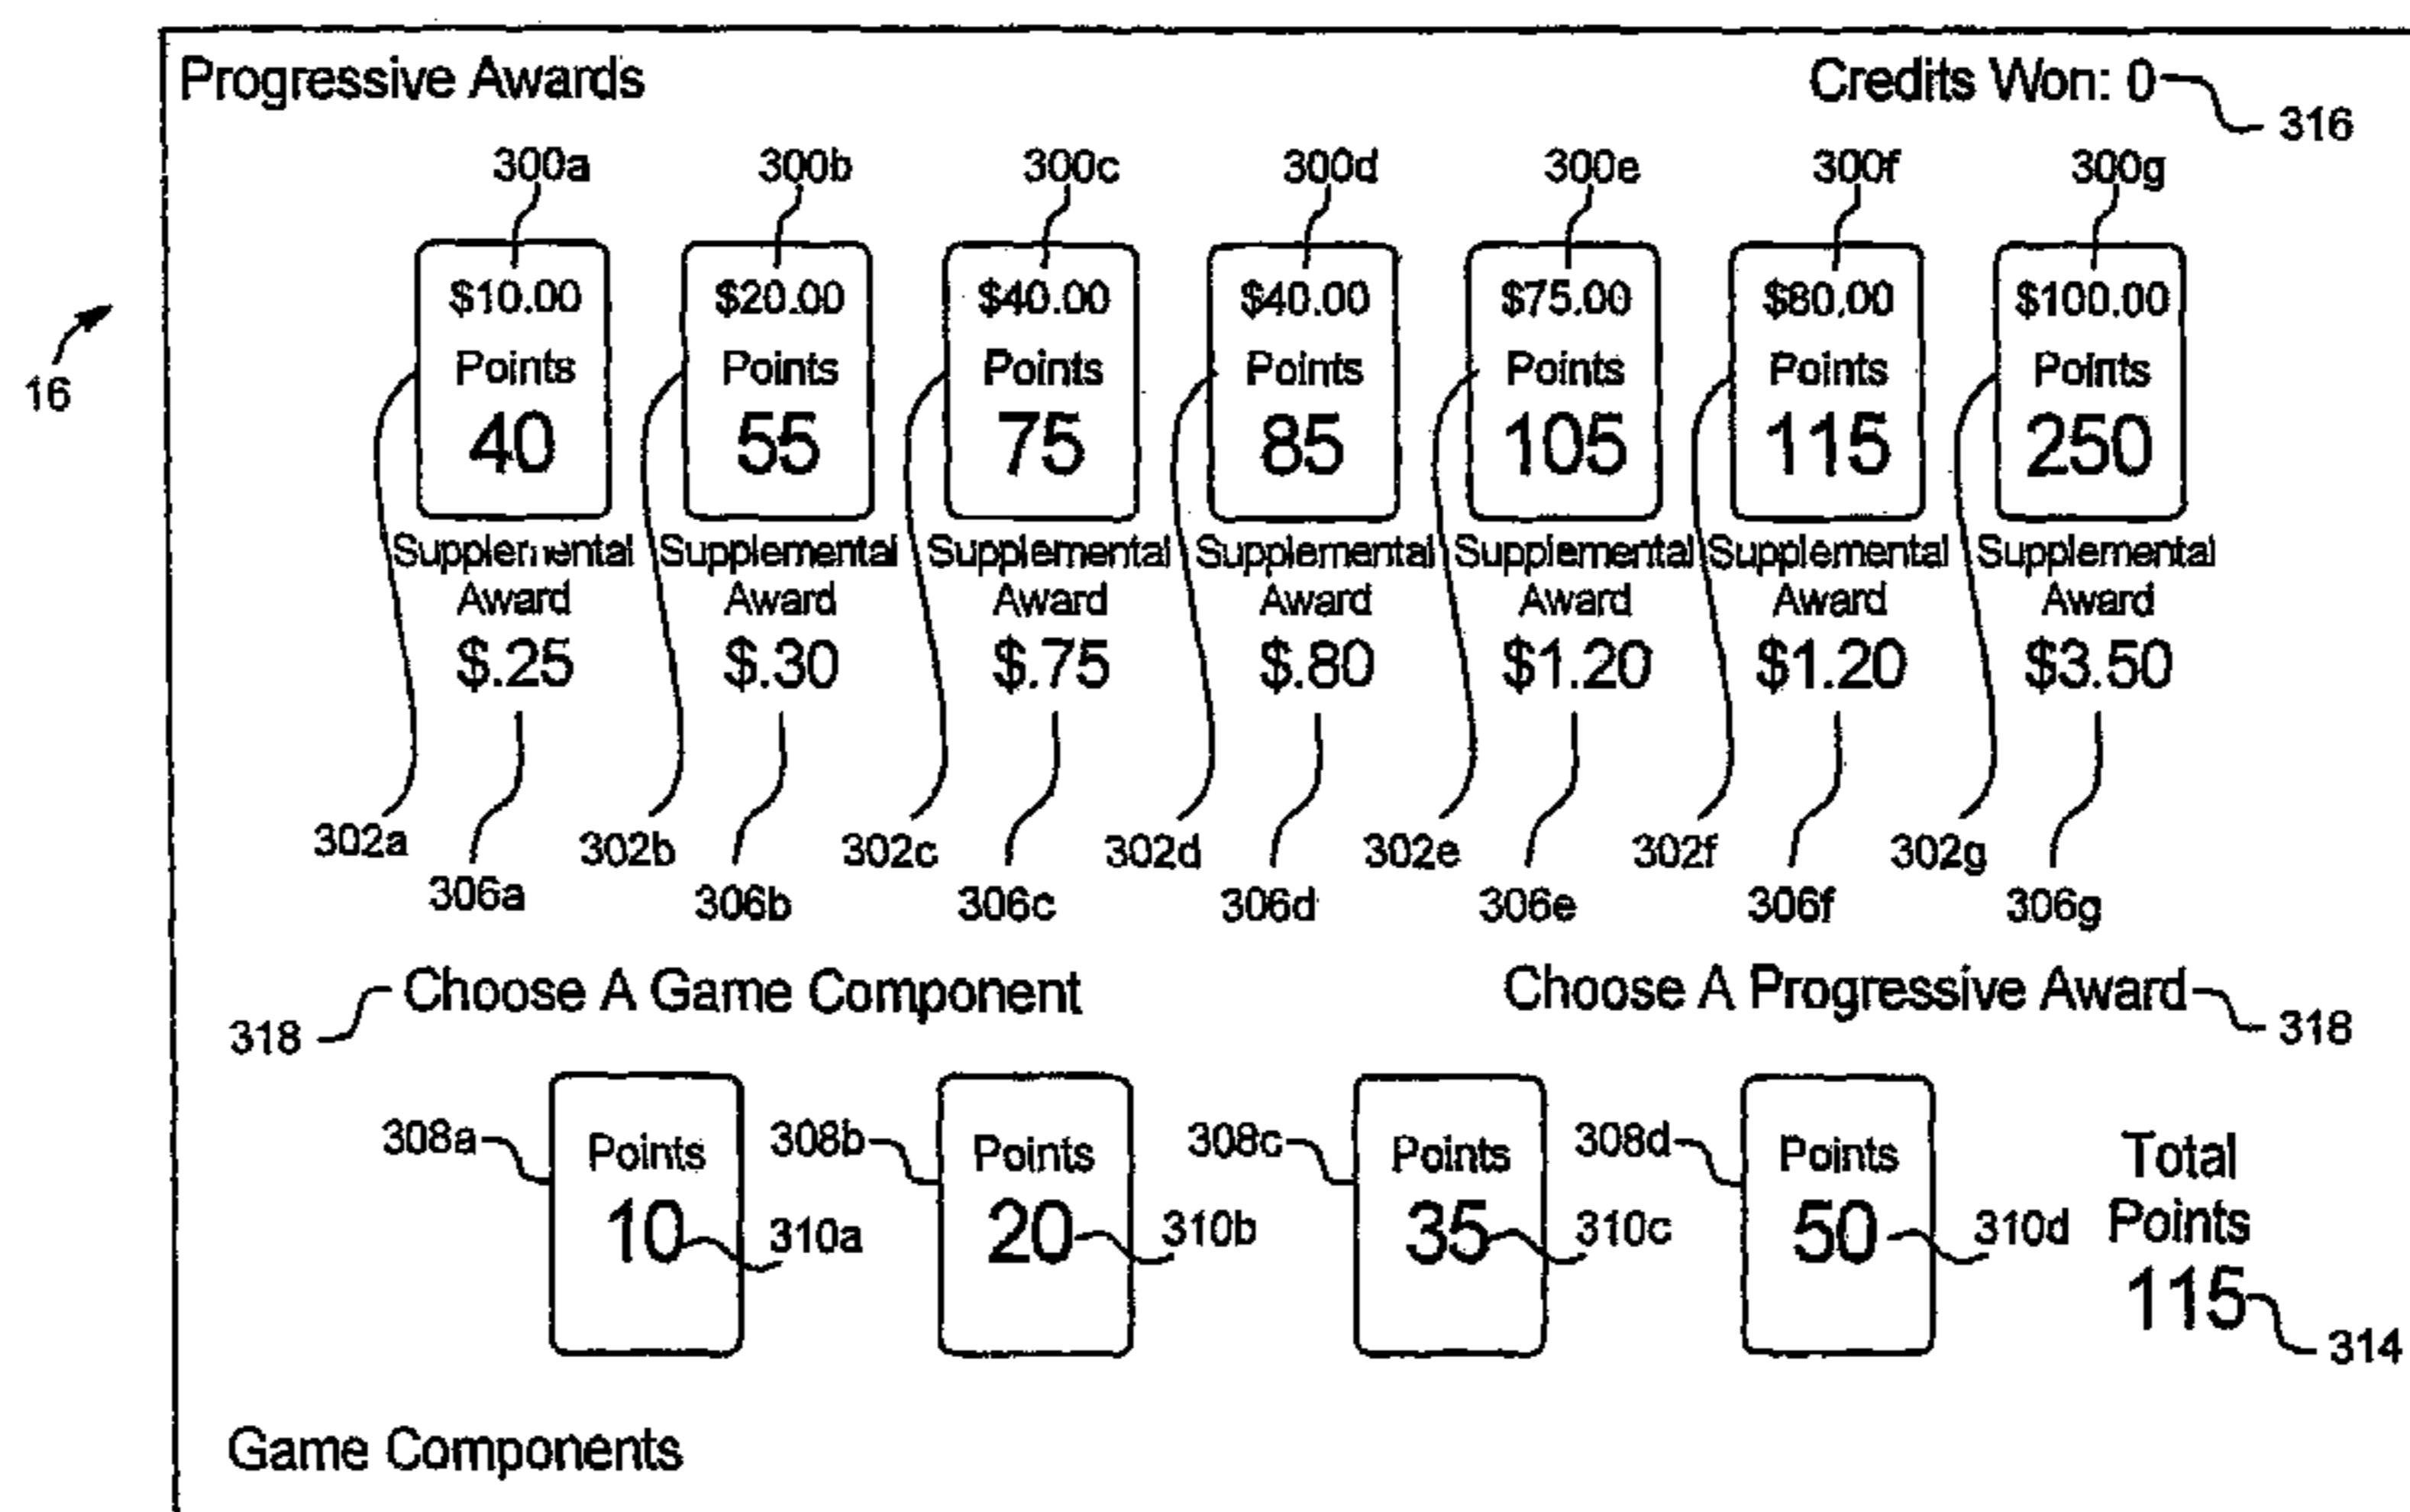 Progressive Awards Credits Won: 0
316
300a 300b 300c 300d 300e 300f 300g
$10.00 $20.00 $40.00 $40.00 $75.00 $80.00 $100.00
16 Points Points Points Points Points Points Points
40 55 75 85 105 115 250
Supplemental Supplemental Supplemental Supplemental Supplemental Supplemental Supplemental
Award Award Award Award Award Award Award
$.25 $.30 $.75 $.80 $1.20 $1.20 $3.50
302a 302b 302c 302d 302e 302f 302g
306a 306b 306c 306d 306e 306f 306g
Choose A Game Component Choose A Progressive Award
318 318
308a Points 308b Points 308c Points 308d Points Total
10 310a 20 310b 35 310c 50 310d Points
115
314
Game Components